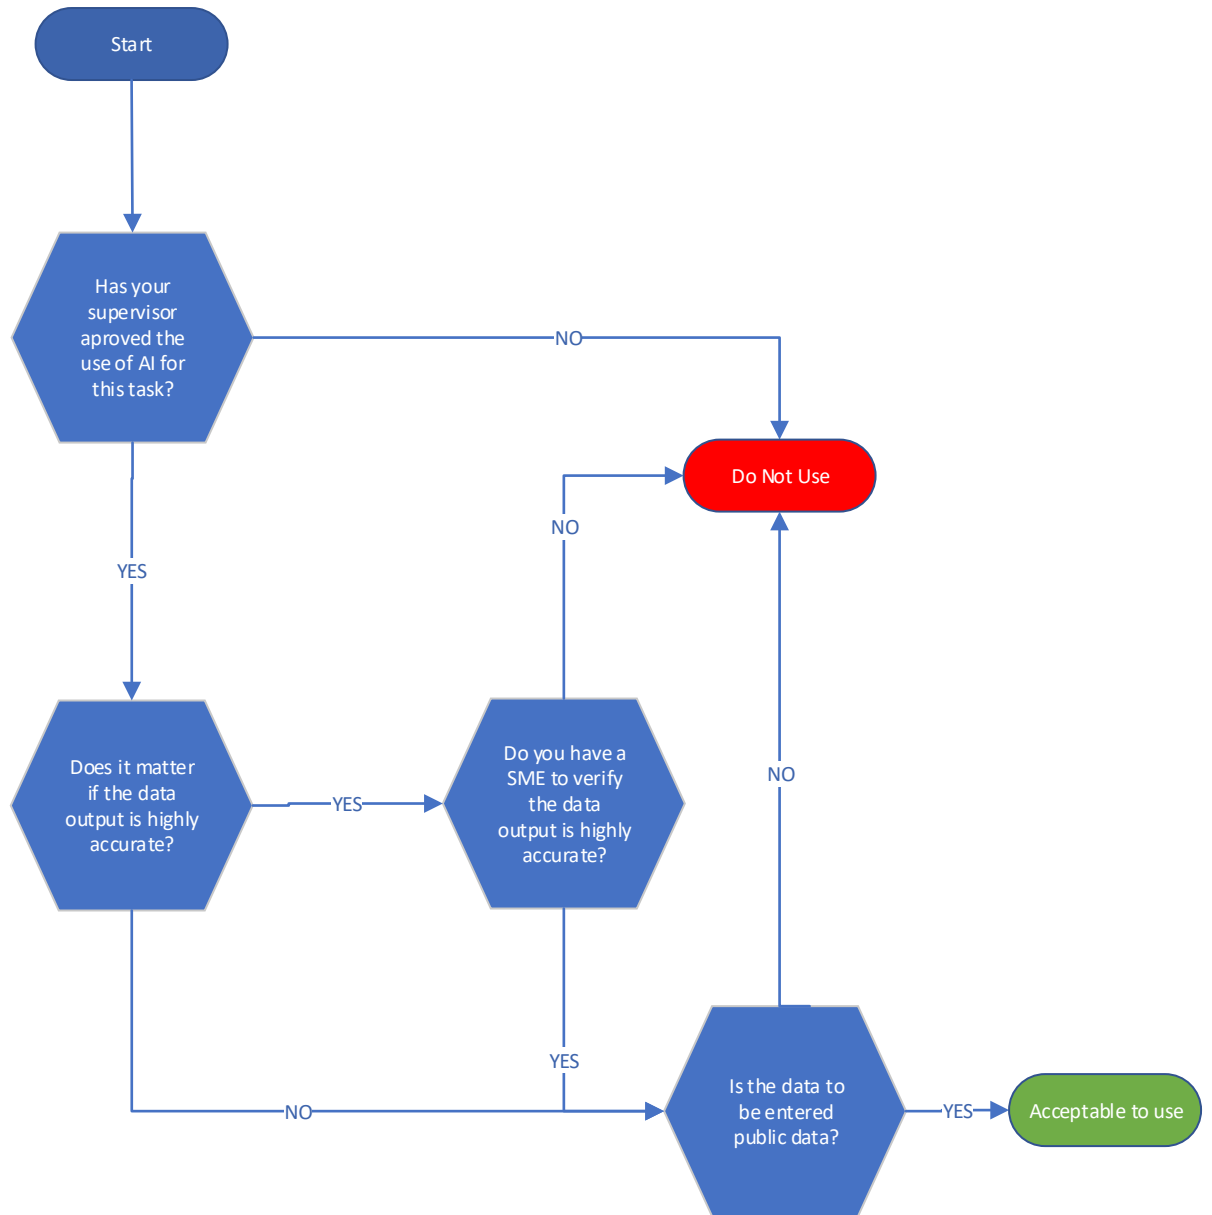 Start
Has your
supervisor
aproved the
use of AI for
this task?
NO
Do Not Use
NO
YES
Does it matter
if the data
output is highly
accurate?
YES
Do you have a
SME to verify
the data
output is highly
accurate?
NO
YES
NO
Is the data to
be entered
public data?
YES
Acceptable to use